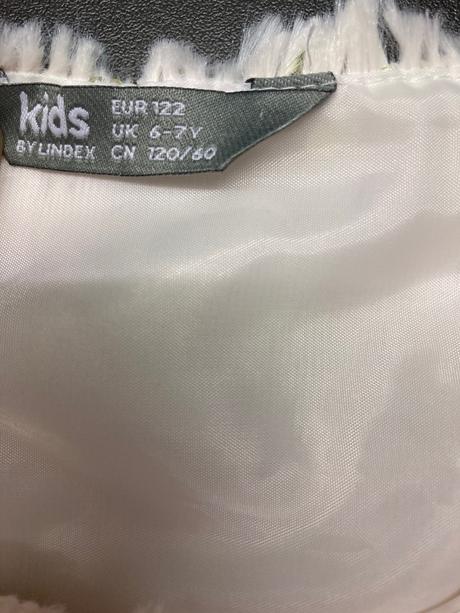 kids
BY LINDEX
EUR 122
UK 6-7Y
CN 120/60